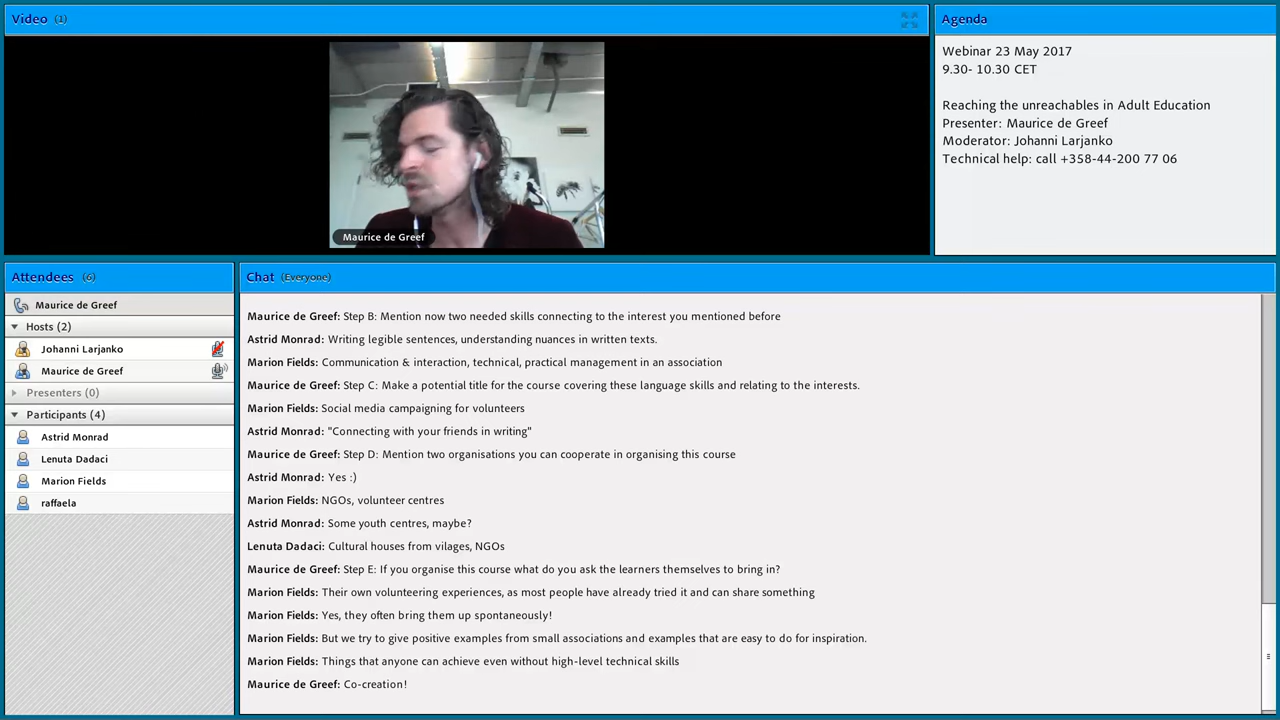 Video (1)
Maurice de Greef
Agenda
Webinar 23 May 2017
9.30- 10.30 CET
Reaching the unreachables in Adult Education
Presenter: Maurice de Greef
Moderator: Johanni Larjanko
Technical help: call +358-44-200 77 06
Attendees (6)
Maurice de Greef
Hosts (2)
Johanni Larjanko
Maurice de Greef
Presenters (0)
Participants (4)
Astrid Monrad
Lenuta Dadaci
Marion Fields
raffaela
Chat (Everyone)
Maurice de Greef: Step B: Mention now two needed skills connecting to the interest you mentioned before
Astrid Monrad: Writing legible sentences, understanding nuances in written texts.
Marion Fields: Communication & interaction, technical, practical management in an association
Maurice de Greef: Step C: Make a potential title for the course covering these language skills and relating to the interests.
Marion Fields: Social media campaigning for volunteers
Astrid Monrad: "Connecting with your friends in writing"
Maurice de Greef: Step D: Mention two organisations you can cooperate in organising this course
Astrid Monrad: Yes :)
Marion Fields: NGOs, volunteer centres
Astrid Monrad: Some youth centres, maybe?
Lenuta Dadaci: Cultural houses from vilages, NGOs
Maurice de Greef: Step E: If you organise this course what do you ask the learners themselves to bring in?
Marion Fields: Their own volunteering experiences, as most people have already tried it and can share something
Marion Fields: Yes, they often bring them up spontaneously!
Marion Fields: But we try to give positive examples from small associations and examples that are easy to do for inspiration.
Marion Fields: Things that anyone can achieve even without high-level technical skills
Maurice de Greef: Co-creation!